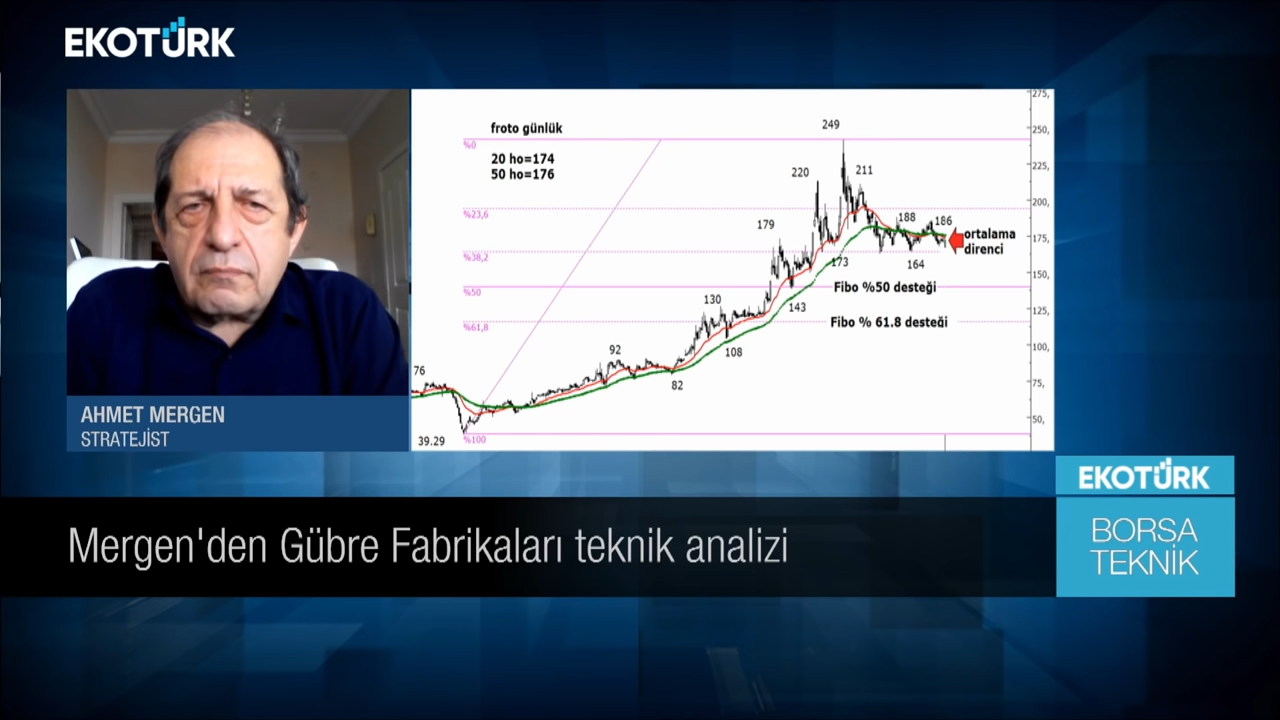 EKOTÜRK
froto günlük
20 ho=174
50 ho=176
%0
%23,6
%38,2
%50
%61,8
%100
76
39.29
92
82
130
108
179
143
220
173
249
211
188
164
186
ortalama
direnci
Fibo %50 desteği
Fibo % 61.8 desteği
275,
250,
225,
200,
175,
150,
125,
100,
75,
50,
AHMET MERGEN
STRATEJİST
EKOTÜRK
Mergen'den Gübre Fabrikaları teknik analizi
BORSA
TEKNİK